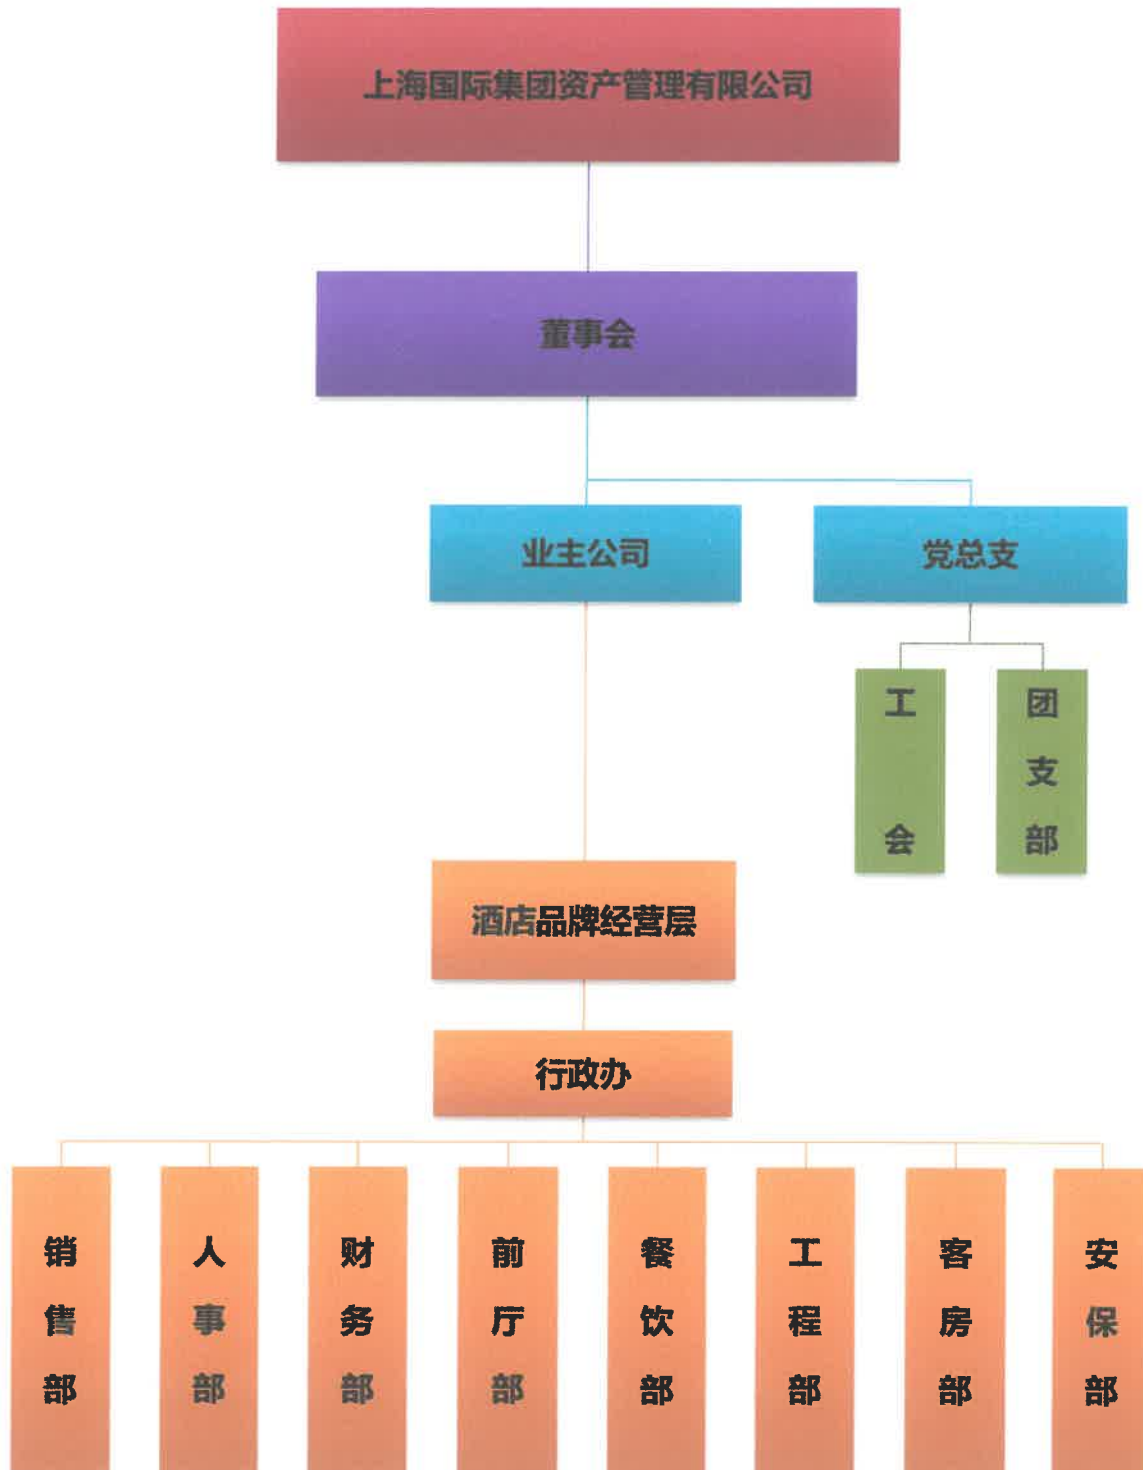 上海国际集团资产管理有限公司
董事会
业主公司
党总支
工会
团支部
酒店品牌经营层
行政办
销售部
人事部
财务部
前厅部
餐饮部
工程部
客房部
安保部